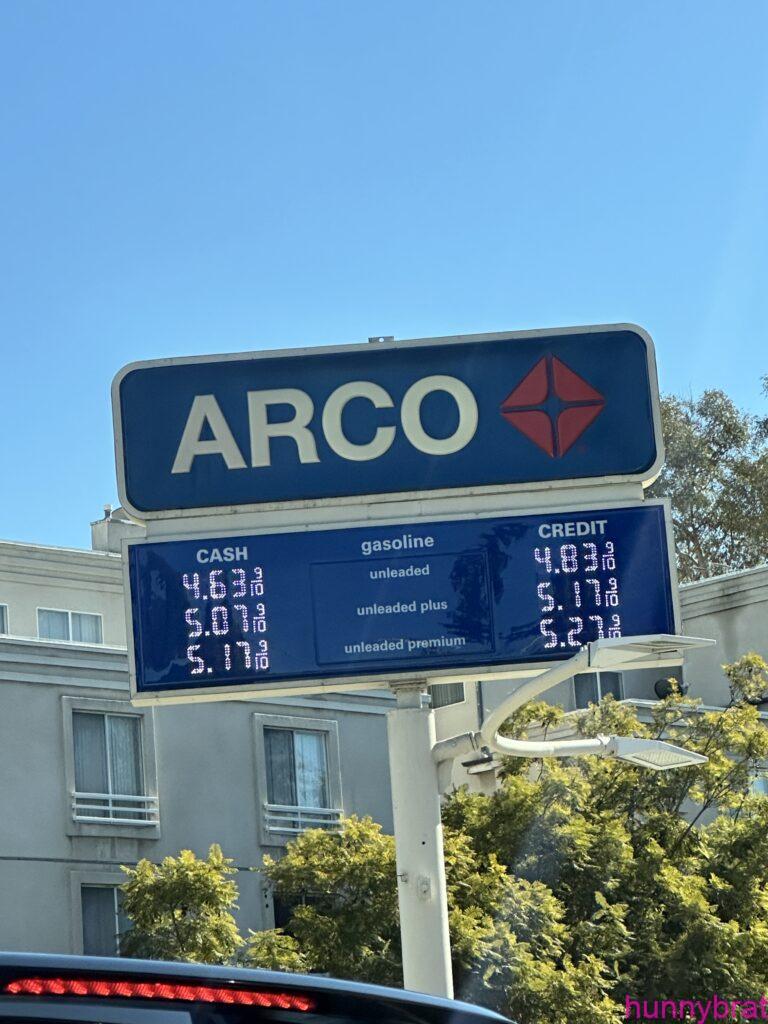 ARCO
CASH gasoline CREDIT
4.63 9/10 unleaded 4.83 9/10
5.07 9/10 unleaded plus 5.17 9/10
5.17 9/10 unleaded premium 5.27 9/10
hunnybrat